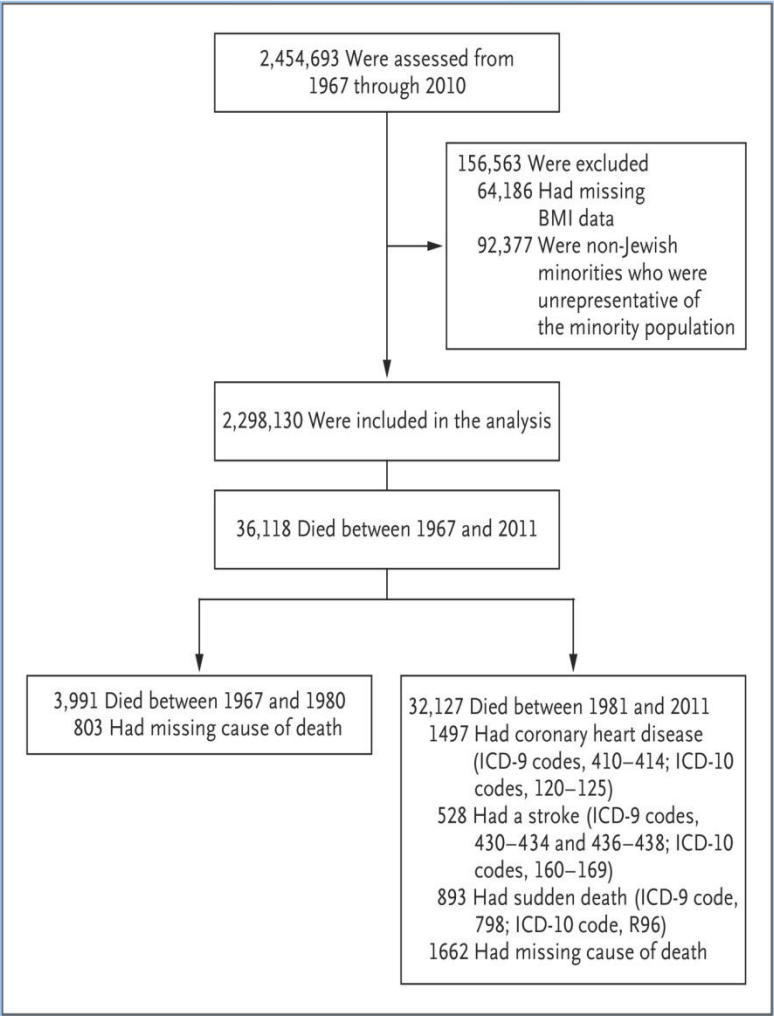 2,454,693 Were assessed from
1967 through 2010
156,563 Were excluded
64,186 Had missing
BMI data
92,377 Were non-Jewish
minorities who were
unrepresentative of
the minority population
2,298,130 Were included in the analysis
36,118 Died between 1967 and 2011
3,991 Died between 1967 and 1980
803 Had missing cause of death
32,127 Died between 1981 and 2011
1497 Had coronary heart disease
(ICD-9 codes, 410–414; ICD-10
codes, 120–125)
528 Had a stroke (ICD-9 codes,
430–434 and 436–438; ICD-10
codes, 160–169)
893 Had sudden death (ICD-9 code,
798; ICD-10 code, R96)
1662 Had missing cause of death